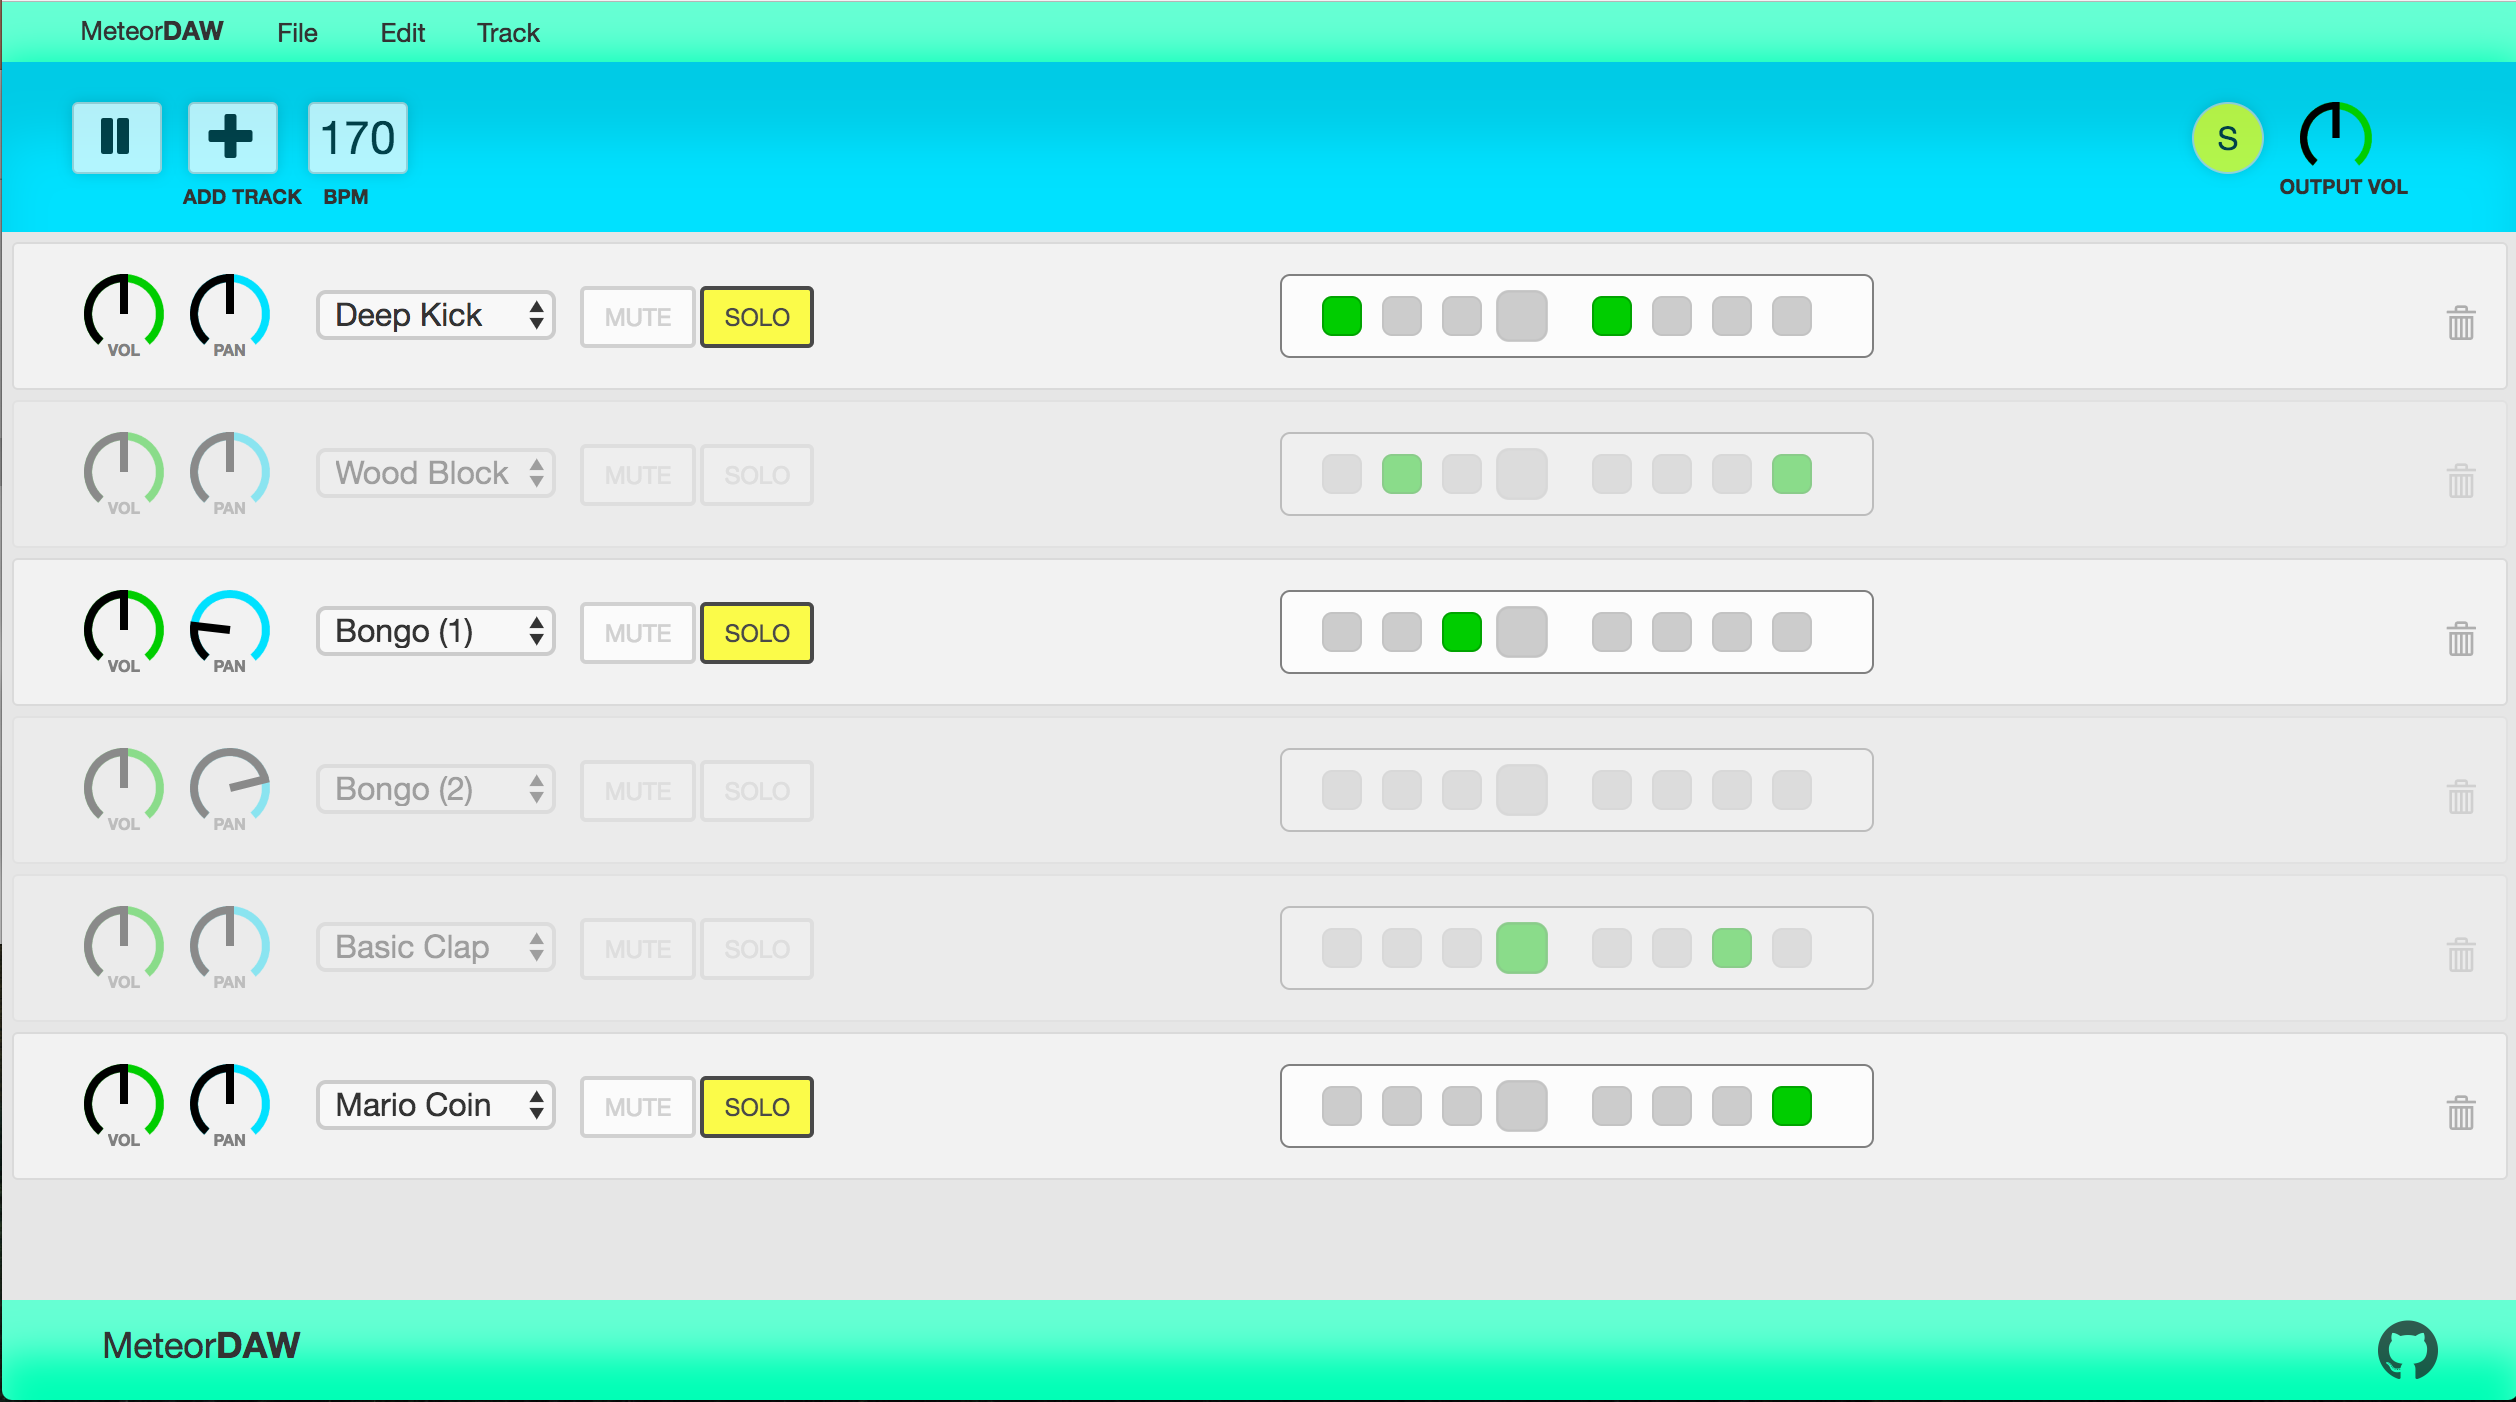 MeteorDAW File Edit Track
170 S
ADD TRACK BPM OUTPUT VOL
Deep Kick MUTE SOLO
VOL PAN
Wood Block MUTE SOLO
VOL PAN
Bongo (1) MUTE SOLO
VOL PAN
Bongo (2) MUTE SOLO
VOL PAN
Basic Clap MUTE SOLO
VOL PAN
Mario Coin MUTE SOLO
VOL PAN
MeteorDAW